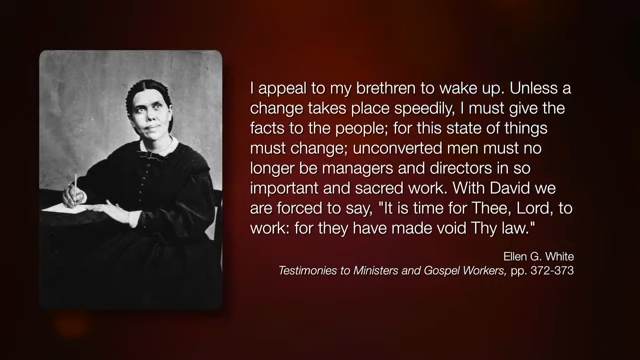 I appeal to my brethren to wake up. Unless a
change takes place speedily, I must give the
facts to the people; for this state of things
must change; unconverted men must no
longer be managers and directors in so
important and sacred work. With David we
are forced to say, "It is time for Thee, Lord, to
work: for they have made void Thy law."
Ellen G. White
Testimonies to Ministers and Gospel Workers, pp. 372-373